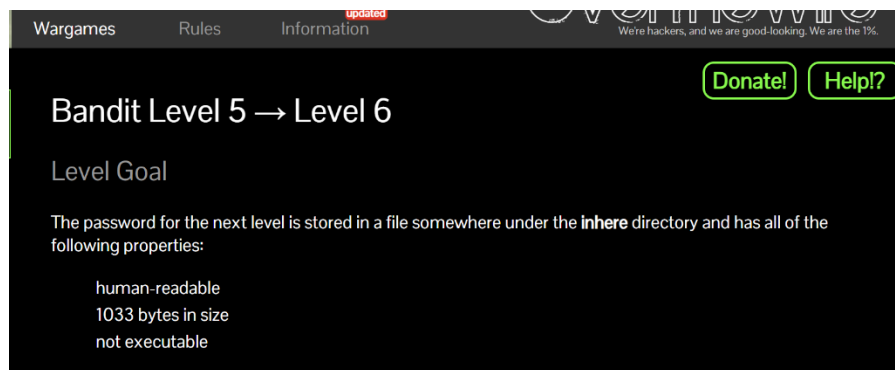 updated
Wargames Rules Information
We're hackers, and we are good-looking. We are the 1%.
Donate! Help!?
Bandit Level 5 → Level 6
Level Goal
The password for the next level is stored in a file somewhere under the inhere directory and has all of the
following properties:
human-readable
1033 bytes in size
not executable